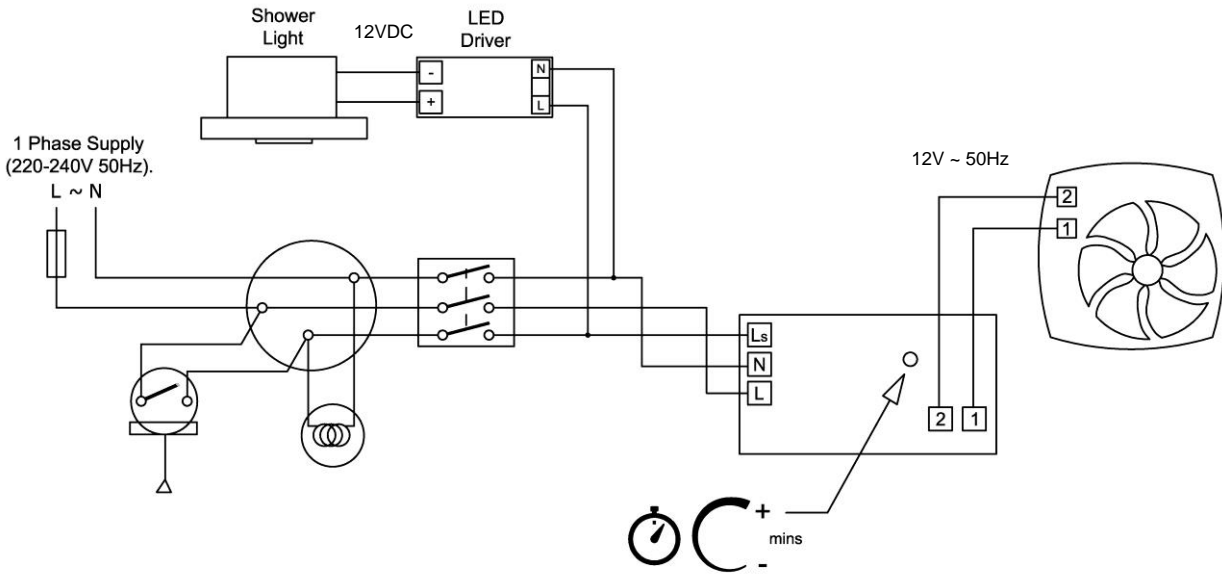 Shower
Light
12VDC
LED
Driver
-
+
N
L
1 Phase Supply
(220-240V 50Hz).
L ~ N
12V ~ 50Hz
2
1
Ls
N
L
2
1
+
mins
-